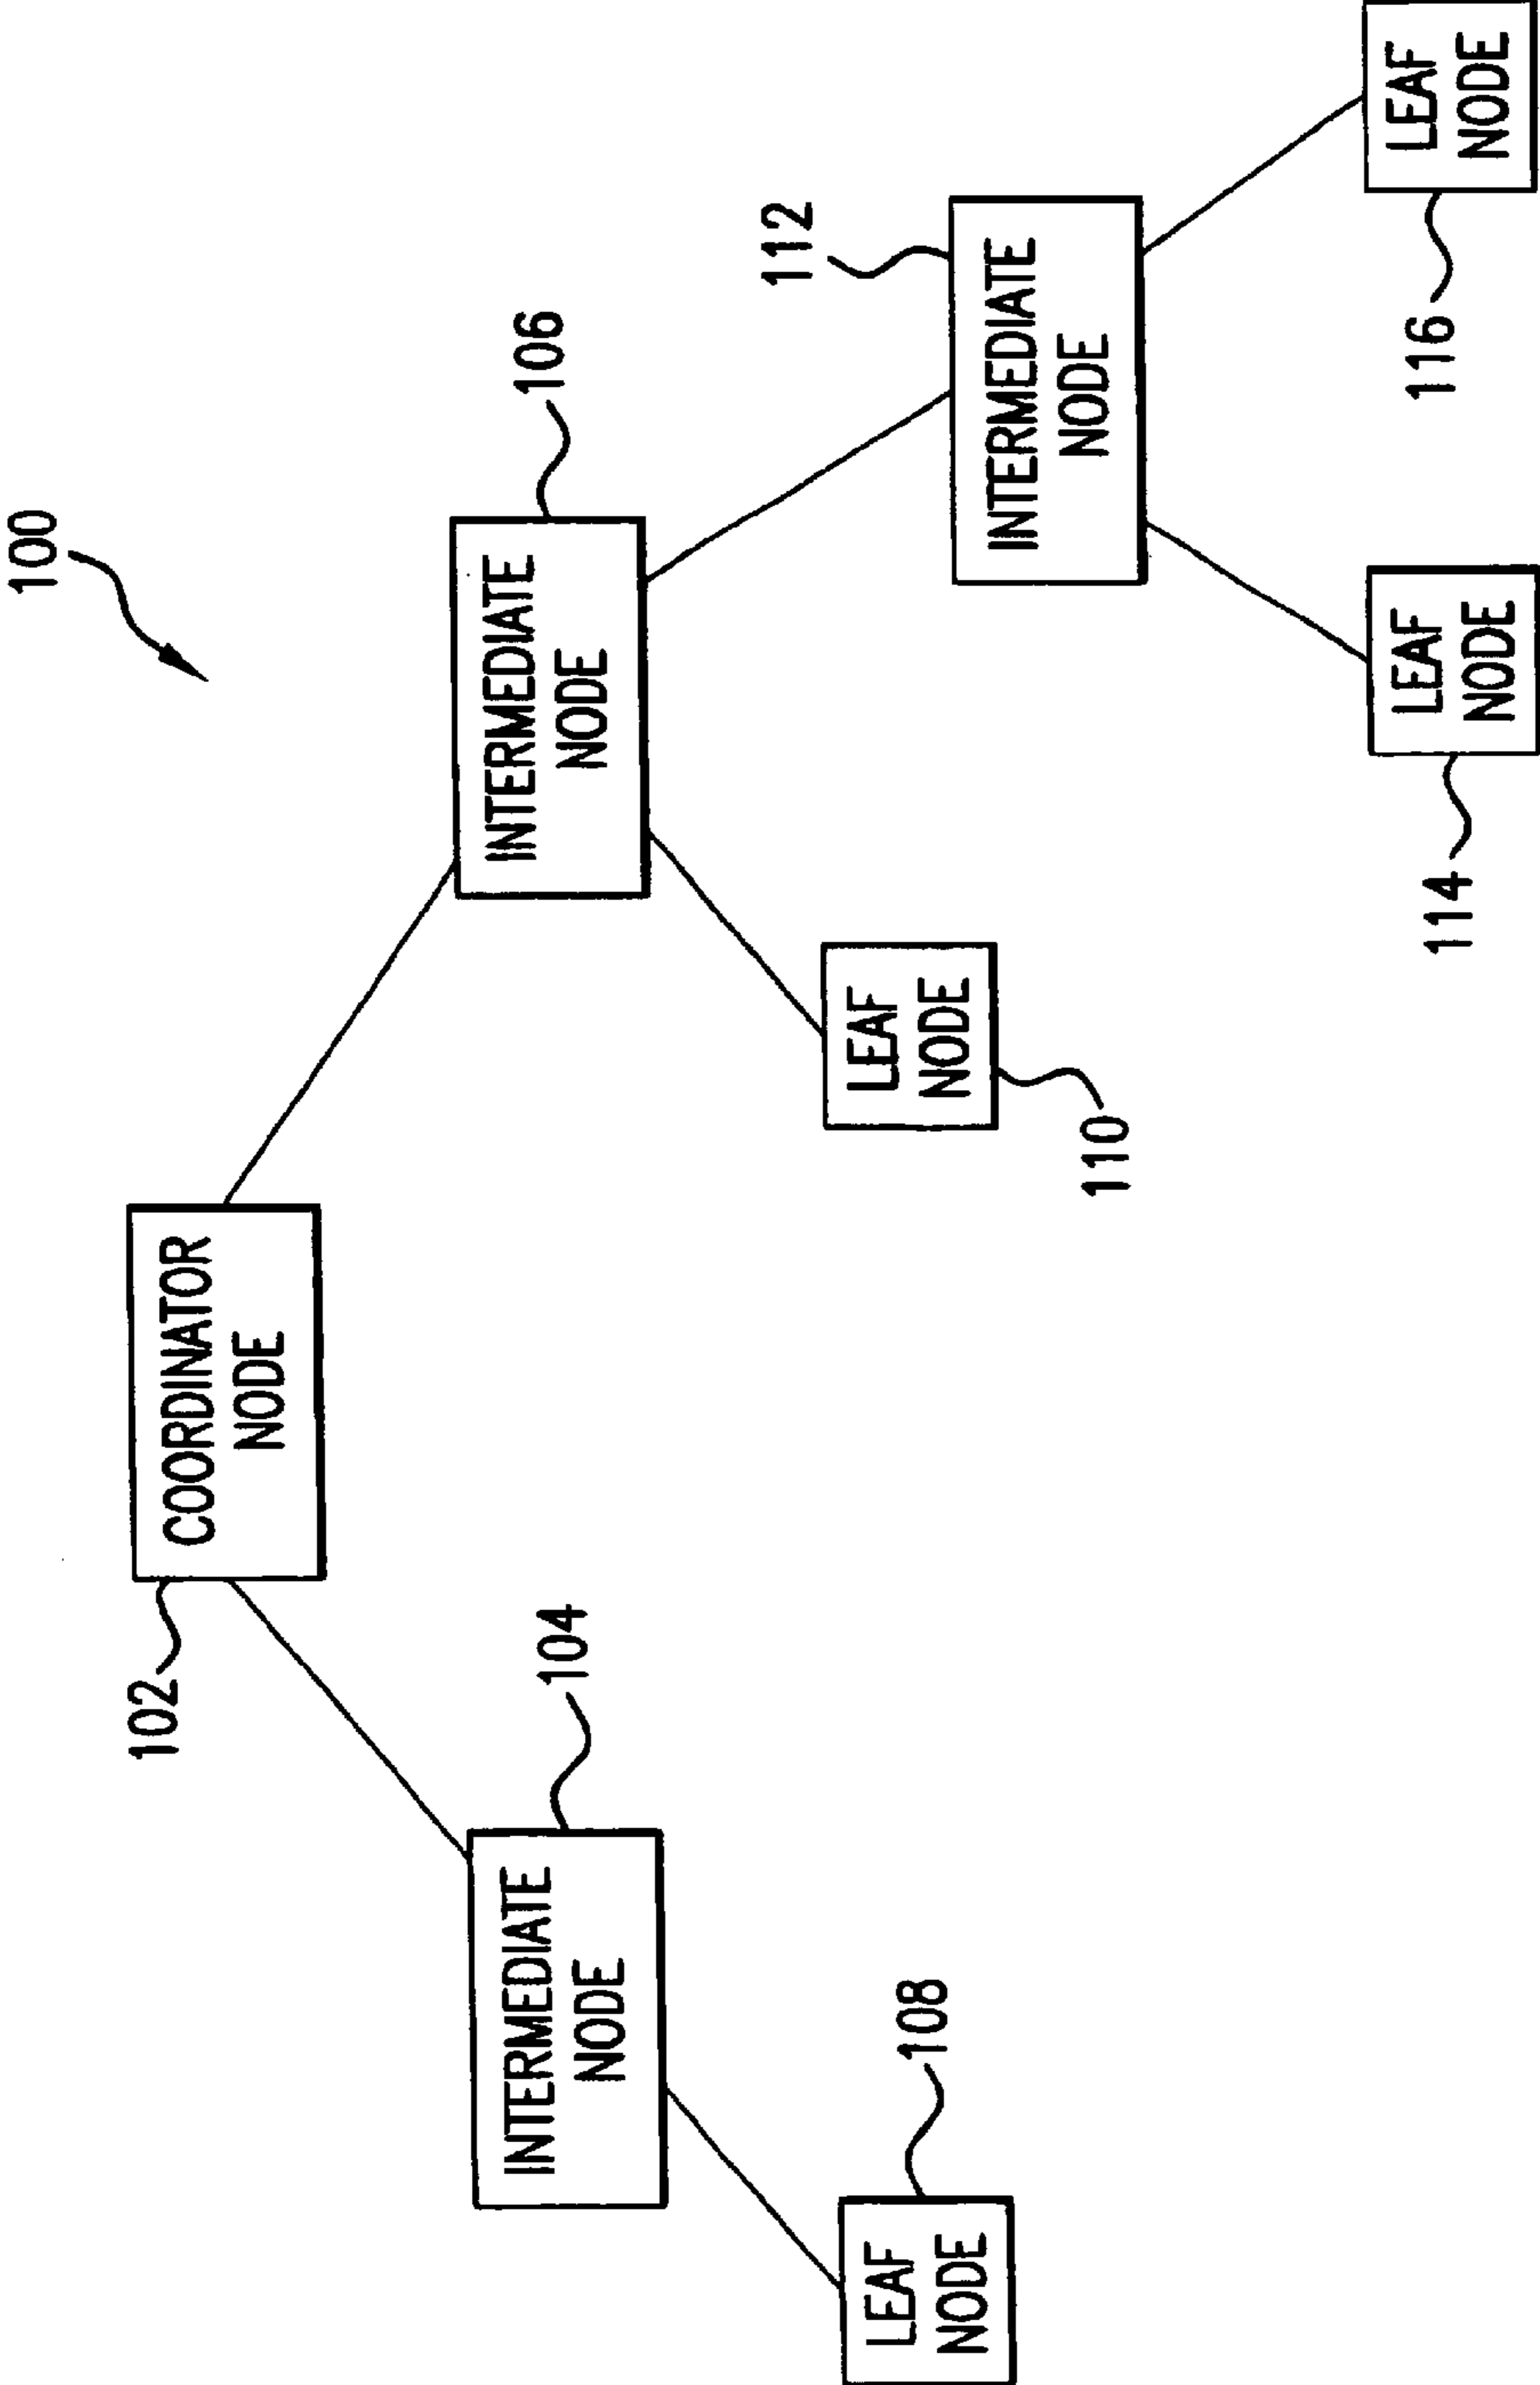 100
102
COORDINATOR
NODE
104
INTERMEDIATE
NODE
106
INTERMEDIATE
NODE
108
LEAF
NODE
110
LEAF
NODE
112
INTERMEDIATE
NODE
114
LEAF
NODE
116
LEAF
NODE